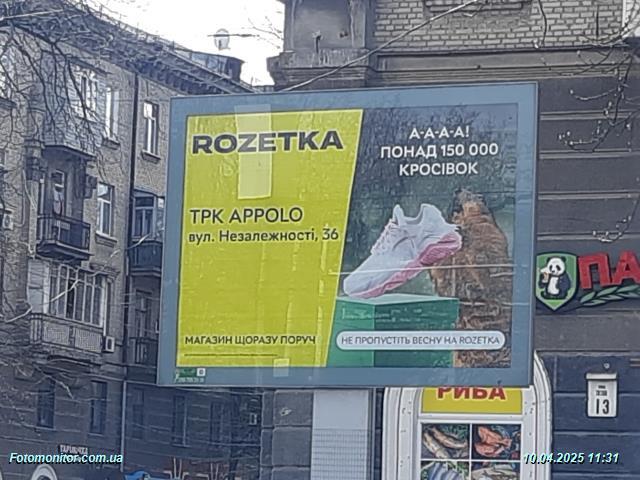 ROZETKA
ТРК APPOLO
вул. Незалежності, 36
МАГАЗИН ЩОРАЗУ ПОРУЧ
А-А-А-А!
ПОНАД 150 000
КРОСІВОК
НЕ ПРОПУСТІТЬ ВЕСНУ НА ROZETKA
ПА
РИБА
13
Fotomonitor.com.ua
10.04.2025 11:31